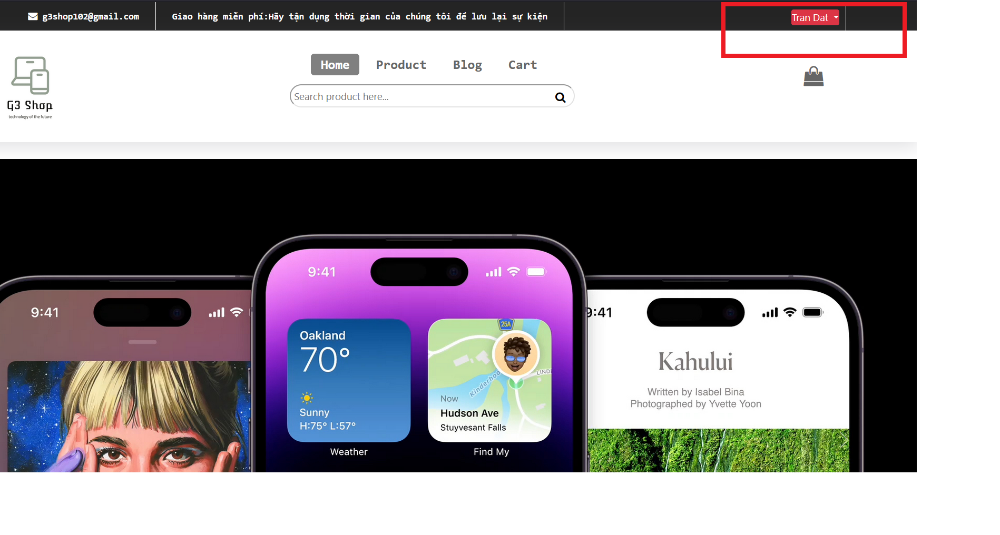 g3shop102@gmail.com
Giao hàng miễn phí:Hãy tận dụng thời gian của chúng tôi để lưu lại sự kiện
Tran Dat
G3 Shop
technology of the future
Home Product Blog Cart
Search product here...
9:41
9:41
9:41
25A
Oakland
70°
Sunny
H:75° L:57°
Weather
Kinderhoo
LINDE
Now
Hudson Ave
Stuyvesant Falls
Find My
Kahului
Written by Isabel Bina
Photographed by Yvette Yoon